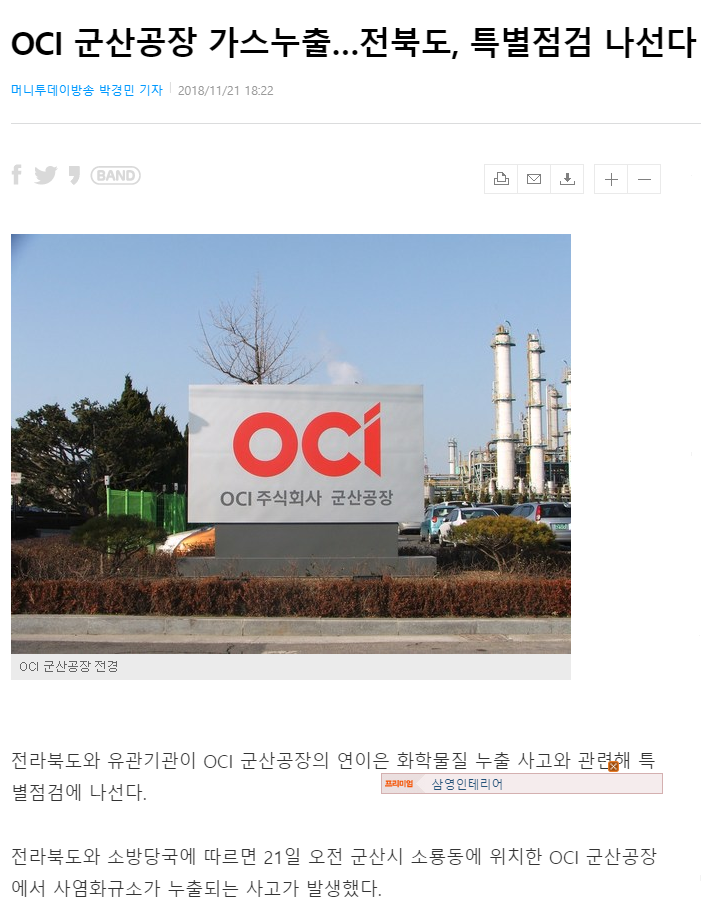 OCI 군산공장 가스누출...전북도, 특별점검 나선다
머니투데이방송 박경민 기자 2018/11/21 18:22
BAND
OCI
OCI 주식회사 군산공장
OCI 군산공장 전경
전라북도와 유관기관이 OCI 군산공장의 연이은 화학물질 누출 사고와 관련해 특
별점검에 나선다.
프리미엄 삼영인테리어
전라북도와 소방당국에 따르면 21일 오전 군산시 소룡동에 위치한 OCI 군산공장
에서 사염화규소가 누출되는 사고가 발생했다.